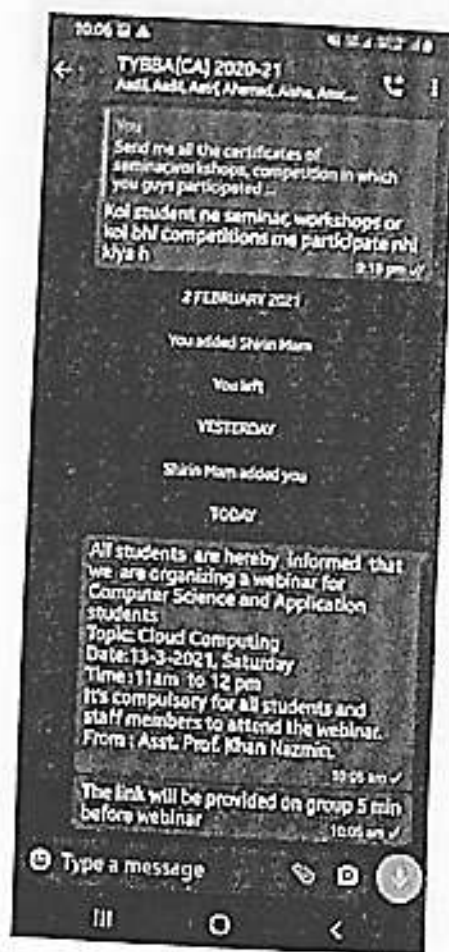 10:06
TYBBA(CA) 2020-21
Aadil, Aadil, Aarif, Ahemed, Aisha,
You
Send me all the certificates of
seminar,workshops, competition in which
you guys participated ...
Koi student ne seminar, workshops or
koi bhi competitions me participate nhi
kiya h
9:19 pm
2 FEBRUARY 2021
You added Shirin Mam
You left
YESTERDAY
Shirin Mam added you
TODAY
All students are hereby informed that
we are organizing a webinar for
Computer Science and Application
students
Topic: Cloud Computing
Date:13-3-2021, Saturday
Time :11am to 12 pm
It's compulsory for all students and
staff members to attend the webinar.
From : Asst. Prof. Khan Nazmin.
10:05 am
The link will be provided on group 5 min
before webinar
10:05 am
Type a message